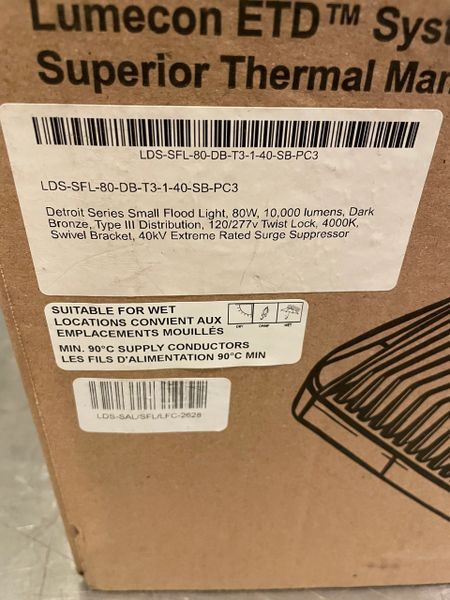 Lumecon ETD™
Superior Thermal
LDS-SFL-80-DB-T3-1-40-SB-PC3
LDS-SFL-80-DB-T3-1-40-SB-PC3
Detroit Series Small Flood Light, 80W, 10,000 lumens, Dark
Bronze, Type III Distribution, 120/277v Twist Lock, 4000K,
Swivel Bracket, 40kV Extreme Rated Surge Suppressor
SUITABLE FOR WET
LOCATIONS CONVIENT AUX
EMPLACEMENTS MOUILLÉS
DRY DAMP WET
MIN. 90°C SUPPLY CONDUCTORS
LES FILS D'ALIMENTATION 90°C MIN
LDS-SAL/SFL/LFC-2628